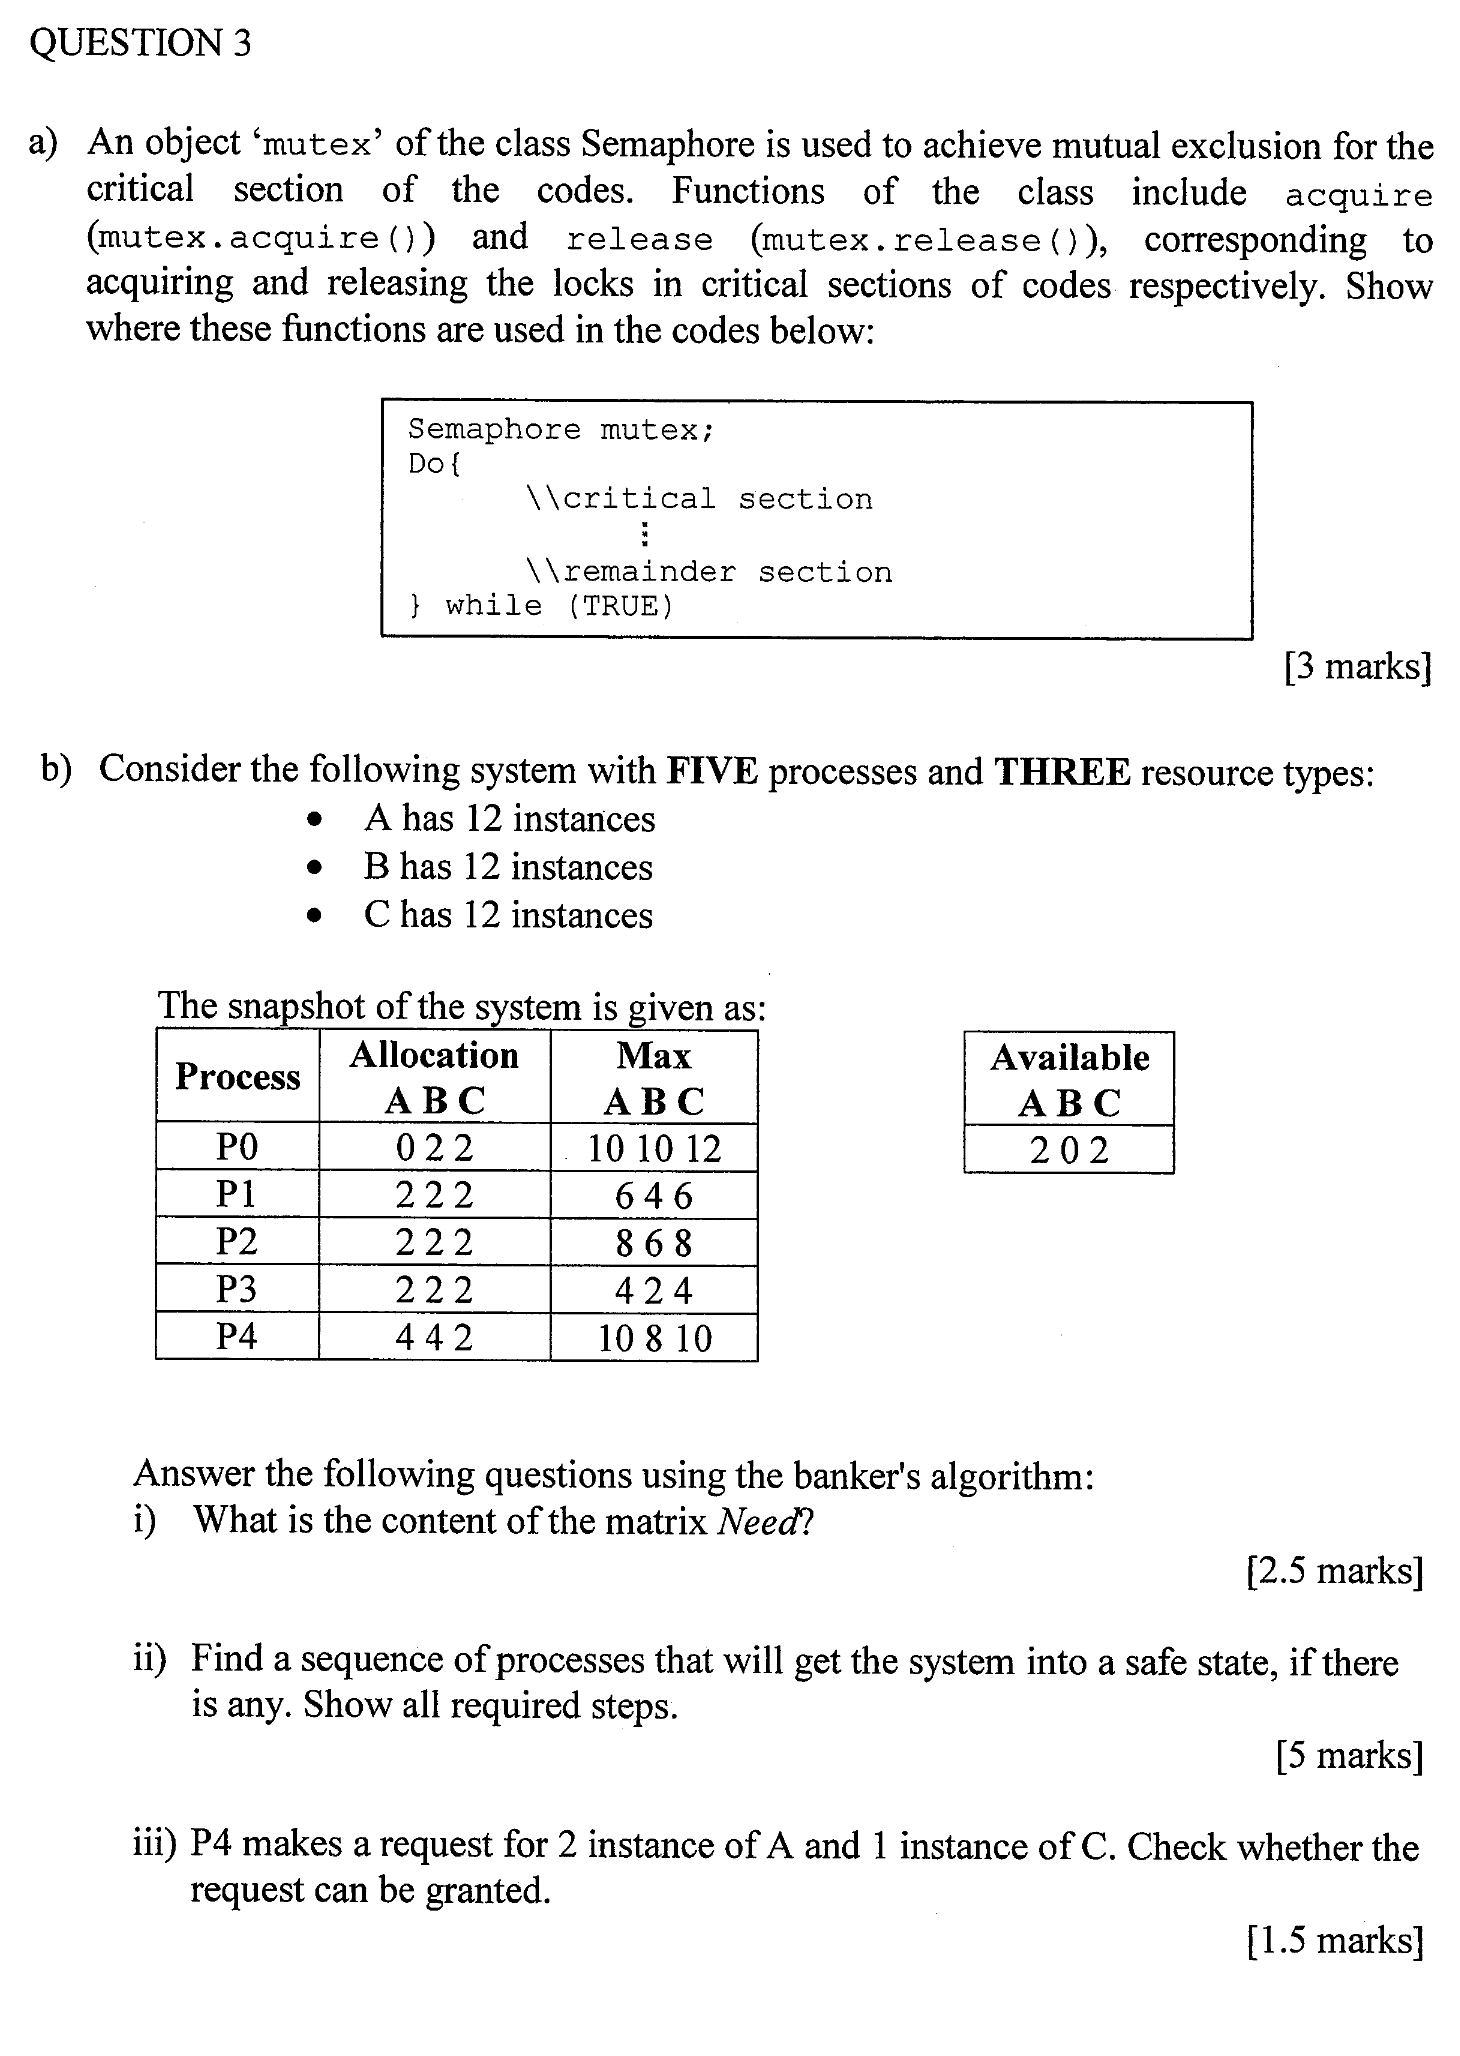 QUESTION 3
a) An object ‘mutex’ of the class Semaphore is used to achieve mutual exclusion for the
critical section of the codes. Functions of the class include acquire
(mutex.acquire()) and release (mutex.release()), corresponding to
acquiring and releasing the locks in critical sections of codes respectively. Show
where these functions are used in the codes below:
Semaphore mutex;
Do{
\\critical section
⋮
\\remainder section
} while (TRUE)
[3 marks]
b) Consider the following system with FIVE processes and THREE resource types:
• A has 12 instances
• B has 12 instances
• C has 12 instances
The snapshot of the system is given as:
Process Allocation Max Available
A B C A B C A B C
P0 0 2 2 10 10 12 2 0 2
P1 2 2 2 6 4 6
P2 2 2 2 8 6 8
P3 2 2 2 4 2 4
P4 4 4 2 10 8 10
Answer the following questions using the banker's algorithm:
i) What is the content of the matrix Need?
[2.5 marks]
ii) Find a sequence of processes that will get the system into a safe state, if there
is any. Show all required steps.
[5 marks]
iii) P4 makes a request for 2 instance of A and 1 instance of C. Check whether the
request can be granted.
[1.5 marks]